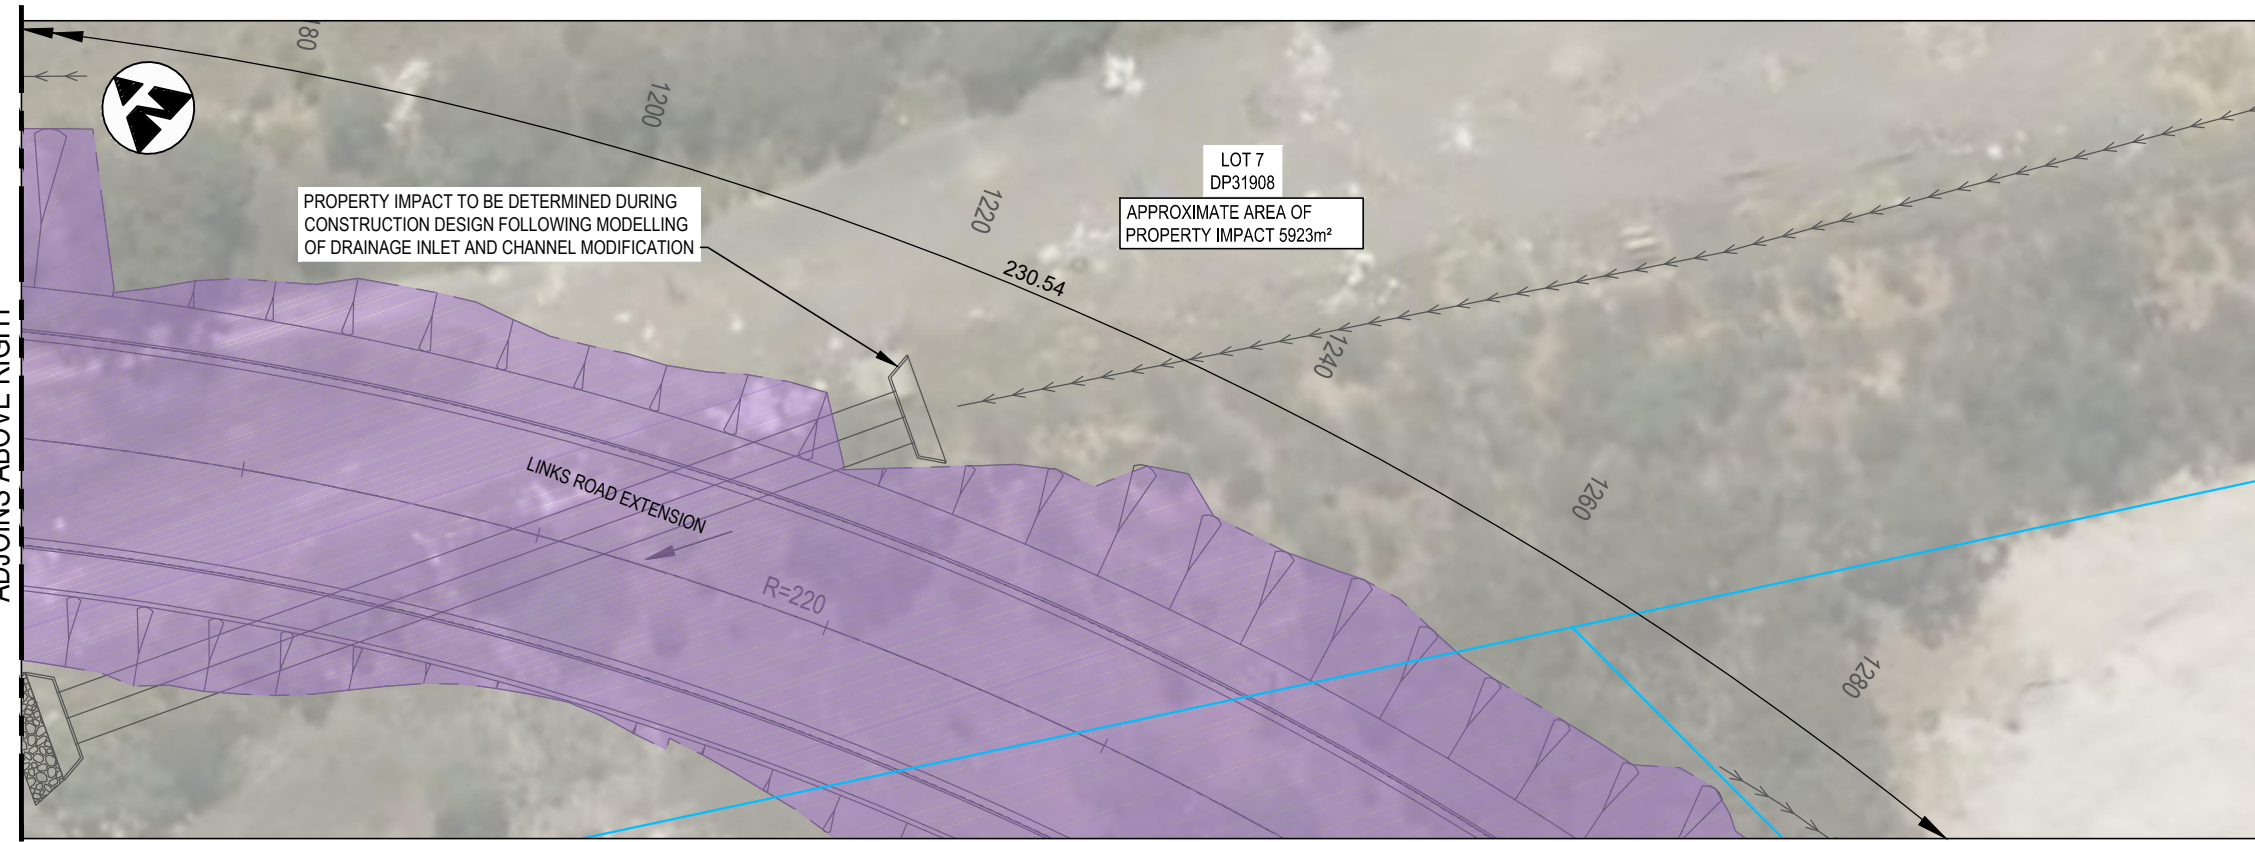 180
1200
LOT 7
DP31908
PROPERTY IMPACT TO BE DETERMINED DURING
CONSTRUCTION DESIGN FOLLOWING MODELLING
OF DRAINAGE INLET AND CHANNEL MODIFICATION
1220
APPROXIMATE AREA OF
PROPERTY IMPACT 5923m²
230.54
1240
ADJOINS ABOVE RIGHT
LINKS ROAD EXTENSION
1260
R=220
1280